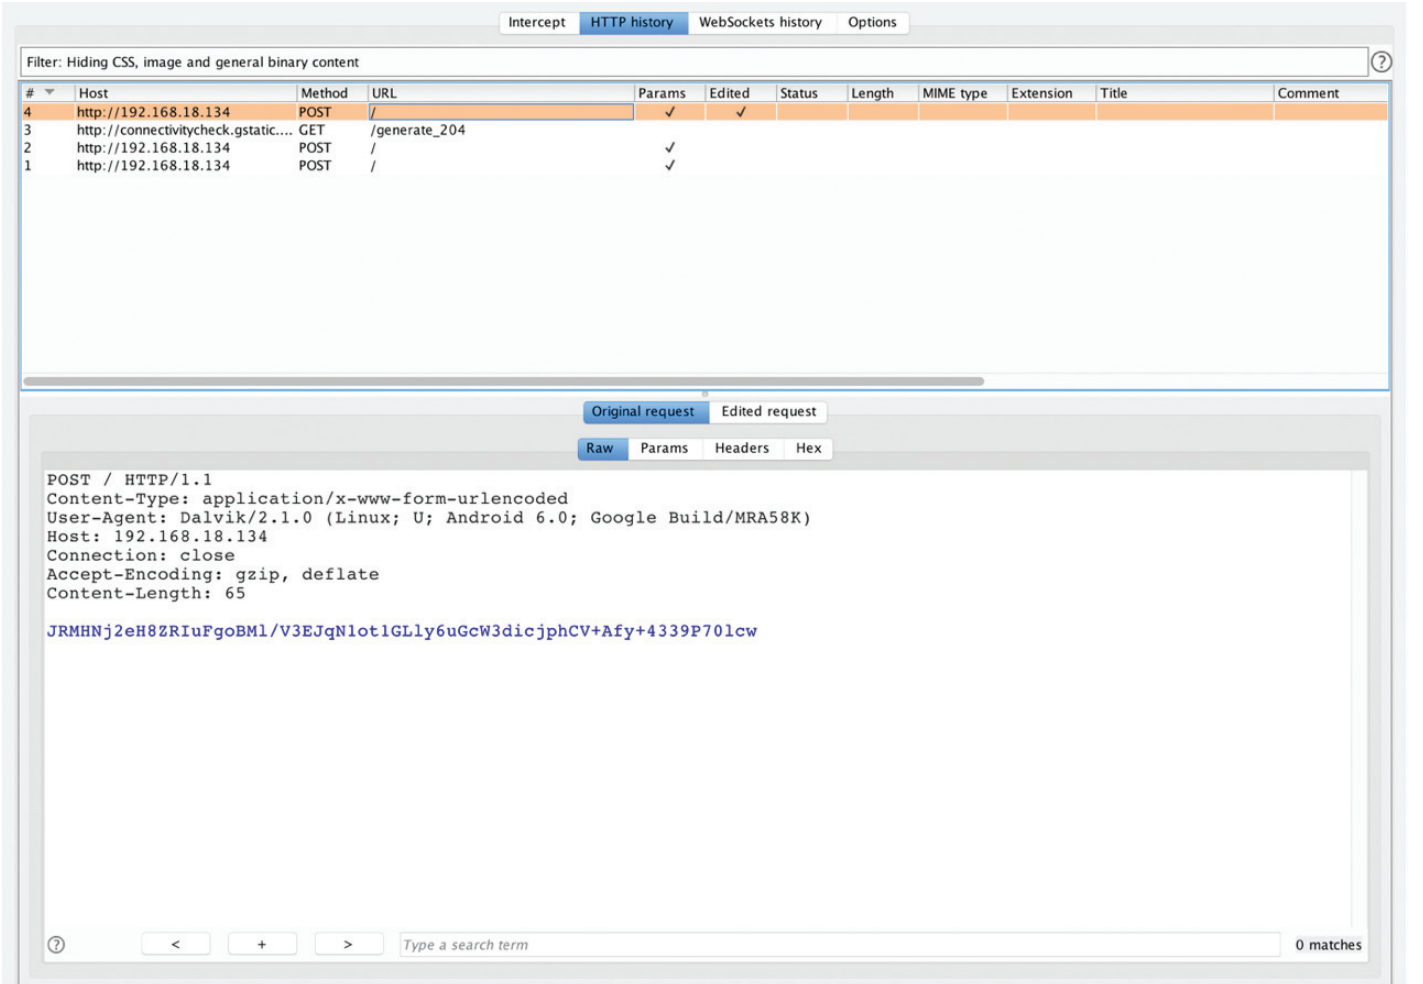 Intercept HTTP history WebSockets history Options
Filter: Hiding CSS, image and general binary content ?
# Host Method URL Params Edited Status Length MIME type Extension Title Comment
4 http://192.168.18.134 POST / ✓ ✓
3 http://connectivitycheck.gstatic.... GET /generate_204
2 http://192.168.18.134 POST / ✓
1 http://192.168.18.134 POST / ✓
Original request Edited request
Raw Params Headers Hex
POST / HTTP/1.1
Content-Type: application/x-www-form-urlencoded
User-Agent: Dalvik/2.1.0 (Linux; U; Android 6.0; Google Build/MRA58K)
Host: 192.168.18.134
Connection: close
Accept-Encoding: gzip, deflate
Content-Length: 65
JRMHNj2eH8ZRIuFgoBMl/V3EJqN1ot1GLly6uGcW3dicjphCV+Afy+4339P70lcw
? < + > Type a search term 0 matches